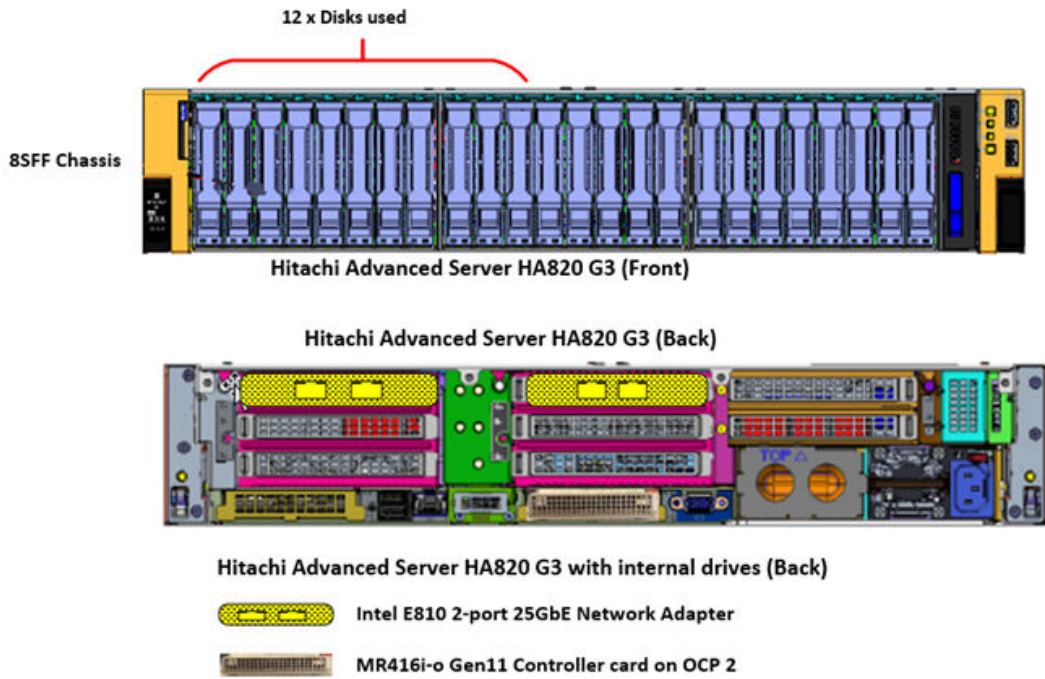 12 x Disks used
8SFF Chassis
Hitachi Advanced Server HA820 G3 (Front)
Hitachi Advanced Server HA820 G3 (Back)
TOP △
Hitachi Advanced Server HA820 G3 with internal drives (Back)
Intel E810 2-port 25GbE Network Adapter
MR416i-o Gen11 Controller card on OCP 2